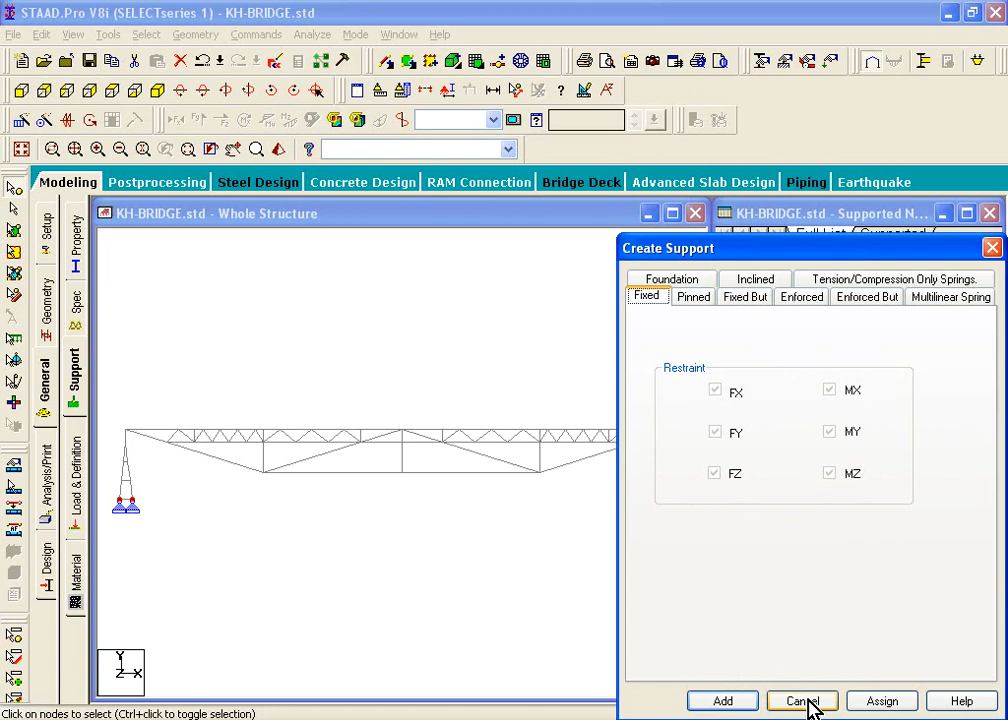 STAAD.Pro V8i (SELECTseries 1) - KH-BRIDGE.std
File Edit View Tools Select Geometry Commands Analyze Mode Window Help
Modeling Postprocessing Steel Design Concrete Design RAM Connection Bridge Deck Advanced Slab Design Piping Earthquake
KH-BRIDGE.std - Whole Structure
KH-BRIDGE.std - Supported N...
Setup
Geometry
General
Analysis/Print
Design
Property
Spec
Support
Load & Definition
Material
Create Support
Foundation Inclined Tension/Compression Only Springs.
Fixed Pinned Fixed But Enforced Enforced But Multilinear Spring
Restraint
FX MX
FY MY
FZ MZ
Y
Z X
Add Cancel Assign Help
Click on nodes to select (Ctrl+click to toggle selection)